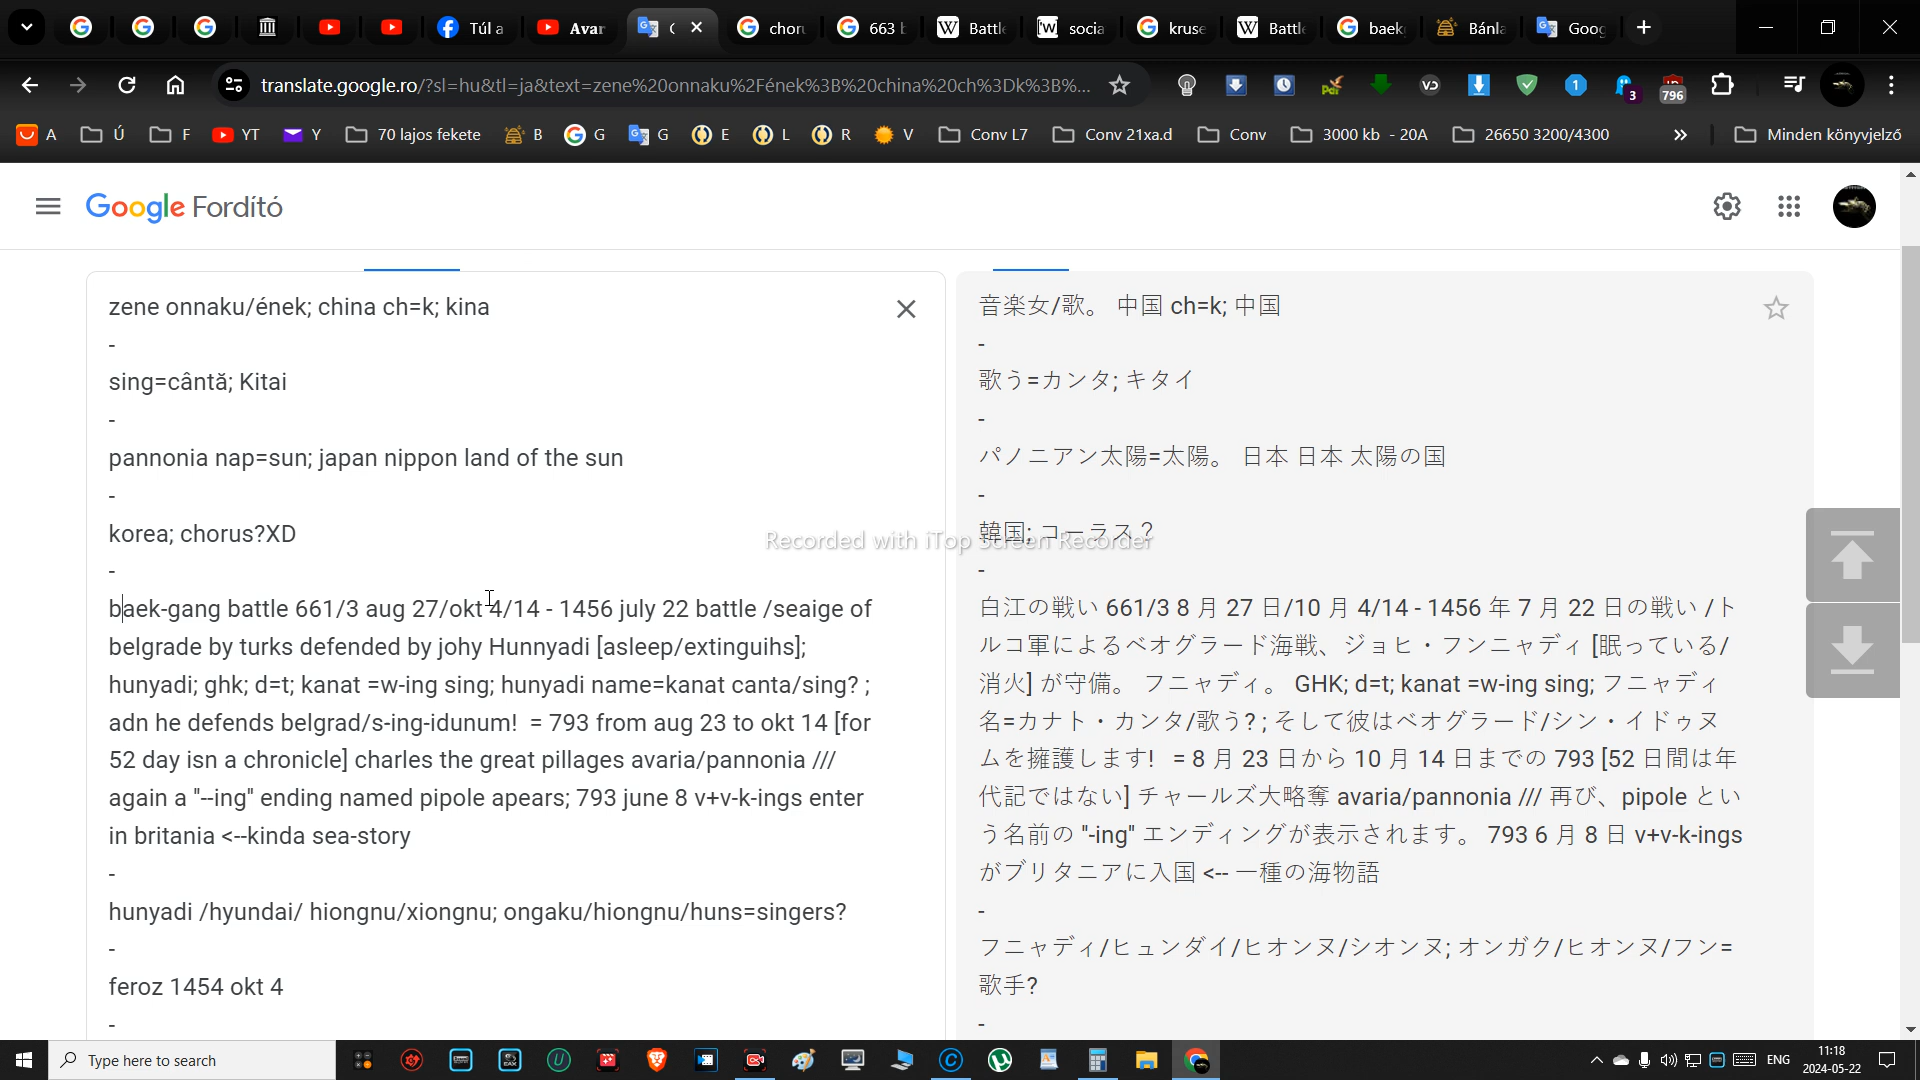 Túl a
Avar
chor
663 b
Battle
socia
kruse
Battle
baek
Bánla
Goog
translate.google.ro/?sl=hu&tl=ja&text=zene%20onnaku%2Fének%3B%20china%20ch%3Dk%3B%...
3
796
A
Ú
F
YT
Y
70 lajos fekete
B
G
G
E
L
R
V
Conv L7
Conv 21xa.d
Conv
3000 kb - 20A
26650 3200/4300
»
Minden könyvjelző
Google Fordító
zene onnaku/ének; china ch=k; kina
-
sing=cântă; Kitai
-
pannonia nap=sun; japan nippon land of the sun
-
korea; chorus?XD
-
baek-gang battle 661/3 aug 27/okt 4/14 - 1456 july 22 battle /seaige of
belgrade by turks defended by johy Hunnyadi [asleep/extinguihs];
hunyadi; ghk; d=t; kanat =w-ing sing; hunyadi name=kanat canta/sing? ;
adn he defends belgrad/s-ing-idunum!  = 793 from aug 23 to okt 14 [for
52 day isn a chronicle] charles the great pillages avaria/pannonia ///
again a "--ing" ending named pipole apears; 793 june 8 v+v-k-ings enter
in britania <--kinda sea-story
-
hunyadi /hyundai/ hiongnu/xiongnu; ongaku/hiongnu/huns=singers?
-
feroz 1454 okt 4
-
音楽女/歌。 中国 ch=k; 中国
-
歌う=カンタ; キタイ
-
パノニアン太陽=太陽。 日本 日本 太陽の国
-
韓国; コーラス？
-
白江の戦い 661/3 8 月 27 日/10 月 4/14 - 1456 年 7 月 22 日の戦い /ト
ルコ軍によるベオグラード海戦、ジョヒ・フンニャディ [眠っている/
消火] が守備。 フニャディ。 GHK; d=t; kanat =w-ing sing; フニャディ
名=カナト・カンタ/歌う? ; そして彼はベオグラード/シン・イドゥヌ
ムを擁護します!  = 8 月 23 日から 10 月 14 日までの 793 [52 日間は年
代記ではない] チャールズ大略奪 avaria/pannonia /// 再び、pipole とい
う名前の "-ing" エンディングが表示されます。 793 6 月 8 日 v+v-k-ings
がブリタニアに入国 <-- 一種の海物語
-
フニャディ/ヒュンダイ/ヒオンヌ/シオンヌ; オンガク/ヒオンヌ/フン=
歌手?
-
Recorded with iTop Screen Recorder
Type here to search
ENG
11:18
2024-05-22